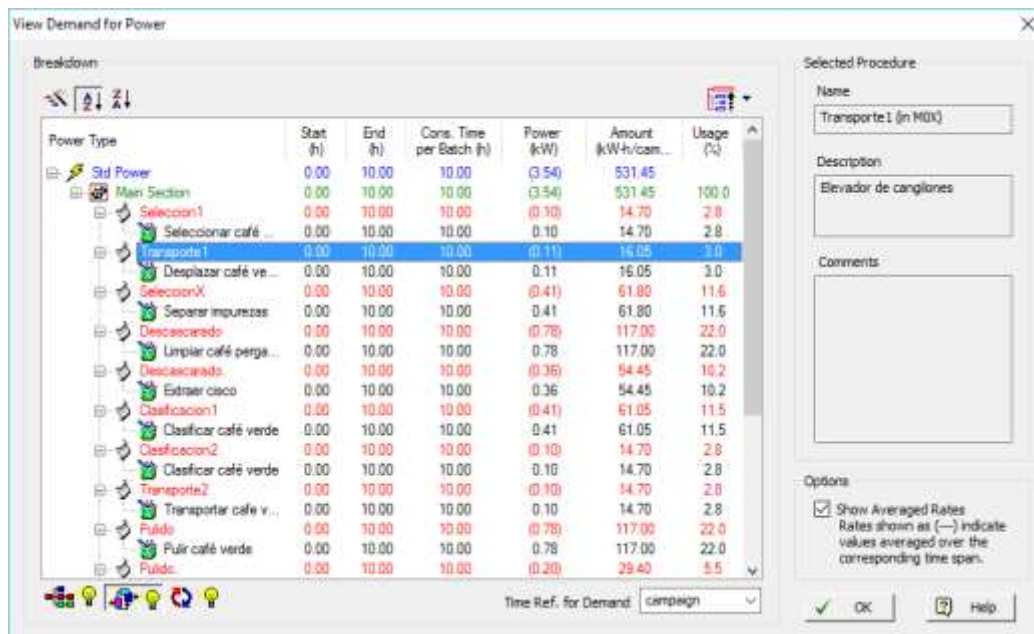 View Demand for Power
Breakdown
Power Type Start (h) End (h) Cons. Time per Batch (h) Power (kW) Amount (kW-h/cam... Usage (%)
Std Power 0.00 10.00 10.00 (3.54) 531.45
Main Section 0.00 10.00 10.00 (3.54) 531.45 100.0
Seleccion1 0.00 10.00 10.00 (0.10) 14.70 2.8
Seleccionar café ... 0.00 10.00 10.00 0.10 14.70 2.8
Transporte1 0.00 10.00 10.00 (0.11) 16.05 3.0
Desplazar café ve... 0.00 10.00 10.00 0.11 16.05 3.0
SeleccionX 0.00 10.00 10.00 (0.41) 61.80 11.6
Separar impurezas 0.00 10.00 10.00 0.41 61.80 11.6
Descascarado 0.00 10.00 10.00 (0.78) 117.00 22.0
Limpiar café perga... 0.00 10.00 10.00 0.78 117.00 22.0
Descascarado. 0.00 10.00 10.00 (0.36) 54.45 10.2
Extraer cisco 0.00 10.00 10.00 0.36 54.45 10.2
Clasificacion1 0.00 10.00 10.00 (0.41) 61.05 11.5
Clasificar café verde 0.00 10.00 10.00 0.41 61.05 11.5
Clasificacion2 0.00 10.00 10.00 (0.10) 14.70 2.8
Clasificar café verde 0.00 10.00 10.00 0.10 14.70 2.8
Transporte2 0.00 10.00 10.00 (0.10) 14.70 2.8
Transportar cafe v... 0.00 10.00 10.00 0.10 14.70 2.8
Pulido 0.00 10.00 10.00 (0.78) 117.00 22.0
Pulir café verde 0.00 10.00 10.00 0.78 117.00 22.0
Pulido. 0.00 10.00 10.00 (0.20) 29.40 5.5
Time Ref. for Demand campaign
Selected Procedure
Name
Transporte1 (in M0X)
Description
Elevador de cangilones
Comments
Options
Show Averaged Rates
Rates shown as (---) indicate
values averaged over the
corresponding time span.
OK
Help